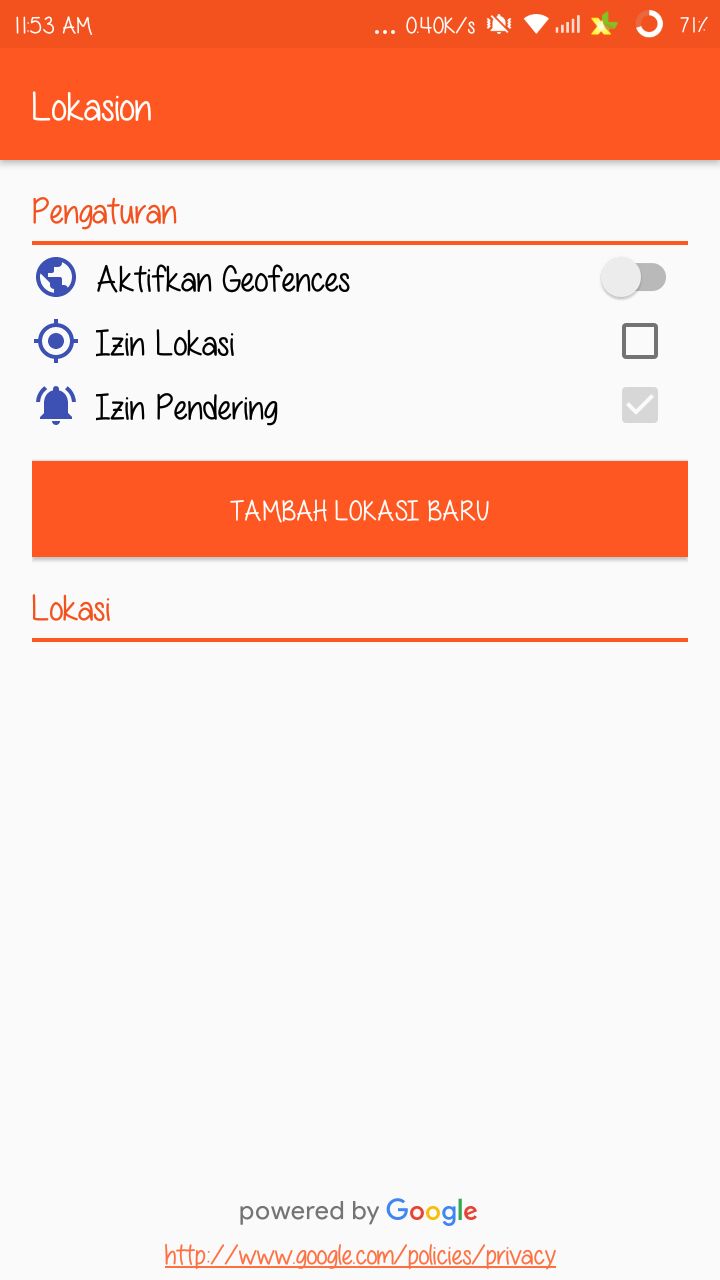 11:53 AM ... 0.40K/s 71%
Lokasion
Pengaturan
Aktifkan Geofences
Izin Lokasi
Izin Pendering
TAMBAH LOKASI BARU
Lokasi
powered by Google
http://www.google.com/policies/privacy